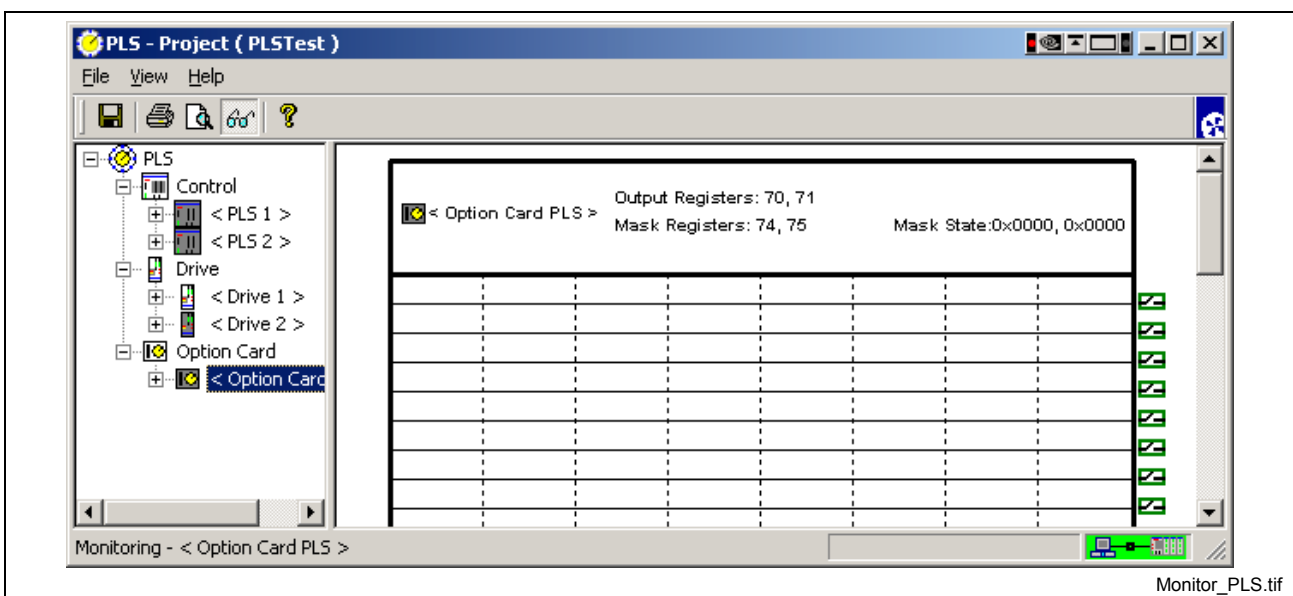 PLS - Project ( PLSTest )
File View Help
PLS
Control
< PLS 1 >
< PLS 2 >
Drive
< Drive 1 >
< Drive 2 >
Option Card
< Option Card
< Option Card PLS >
Output Registers: 70, 71
Mask Registers: 74, 75
Mask State:0x0000, 0x0000
Monitoring - < Option Card PLS >
Monitor_PLS.tif